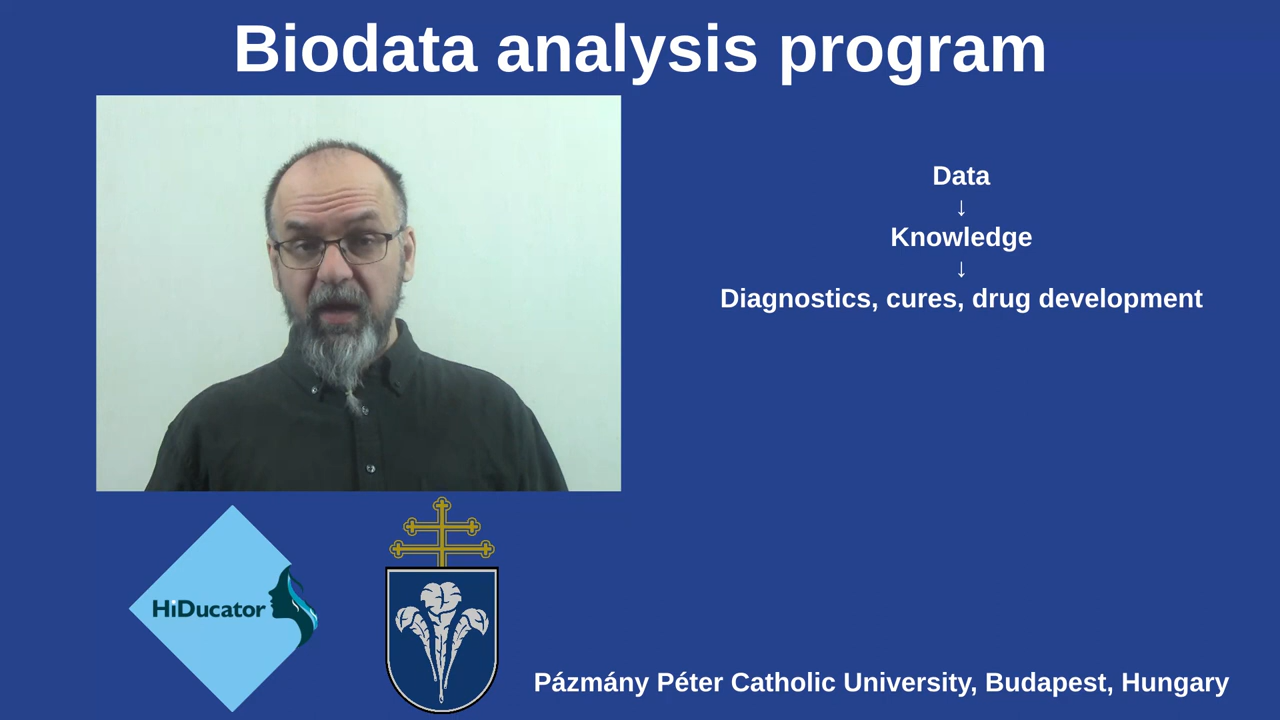 Biodata analysis program
Data
↓
Knowledge
↓
Diagnostics, cures, drug development
HiDucator
Pázmány Péter Catholic University, Budapest, Hungary